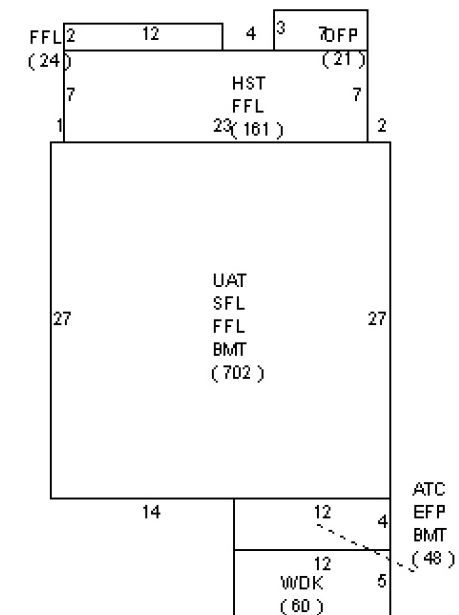 FFL 2 12 4 3 7 OFP
(24) (21)
7 HST 7
FFL
1 23 (161) 2
UAT
SFL
27 FFL 27
BMT
(702)
14 12 4 ATC
EFP
BMT
(48)
12
WDK 5
(60)